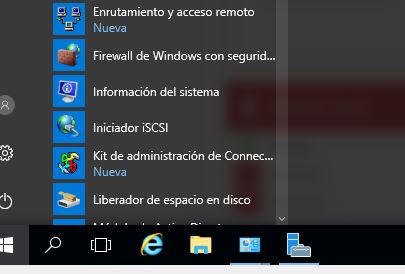 Enrutamiento y acceso remoto
Nueva
Firewall de Windows con segurid...
Información del sistema
Iniciador iSCSI
Kit de administración de Connec...
Nueva
Liberador de espacio en disco